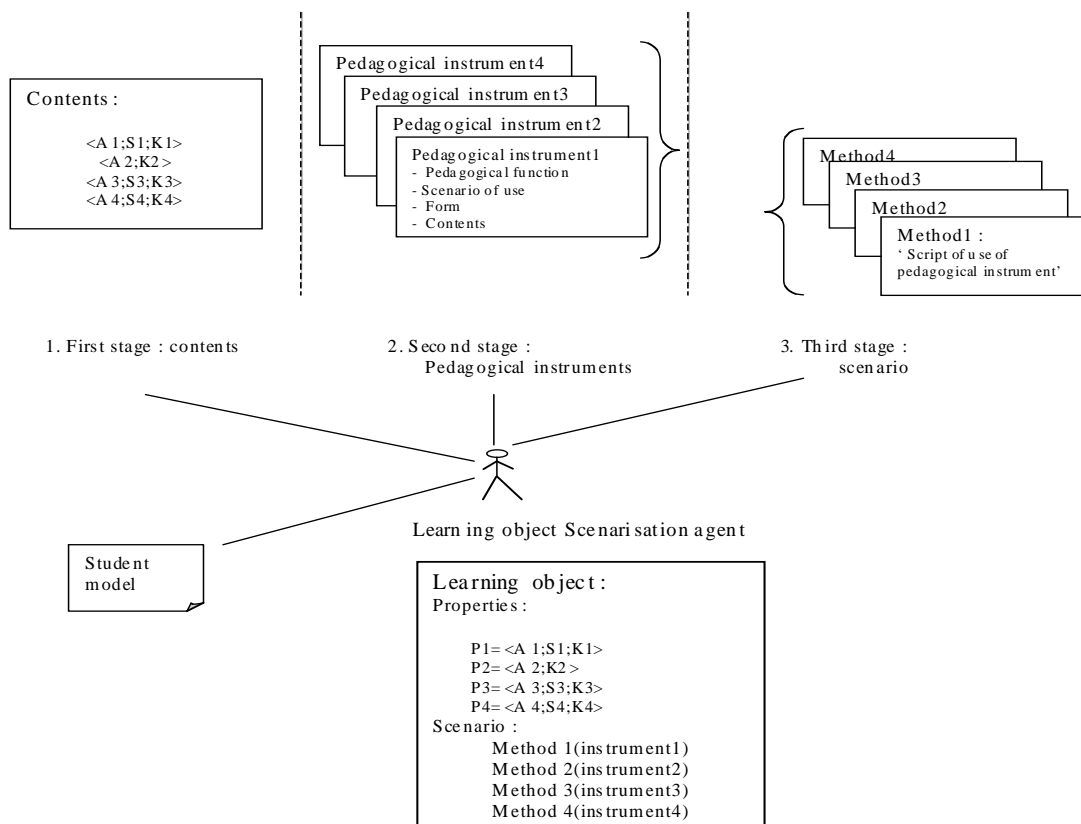 Contents :
<A 1;S1;K1>
<A 2;K2>
<A 3;S3;K3>
<A 4;S4;K4>
Pedagogical instrument4
Pedagogical instrument3
Pedagogical instrument2
Pedagogical instrument1
- Pedagogical function
-Scenario of use
- Form
- Contents
Method4
Method3
Method2
Method1 :
‘ Script of use of
pedagogical instrument’
1. First stage : contents
2. Second stage :
Pedagogical instruments
3. Third stage :
scenario
Learning object Scenarisation agent
Student
model
Learning object :
Properties :
P1= <A 1;S1;K1>
P2= <A 2;K2>
P3= <A 3;S3;K3>
P4= <A 4;S4;K4>
Scenario :
Method 1(instrument1)
Method 2(instrument2)
Method 3(instrument3)
Method 4(instrument4)